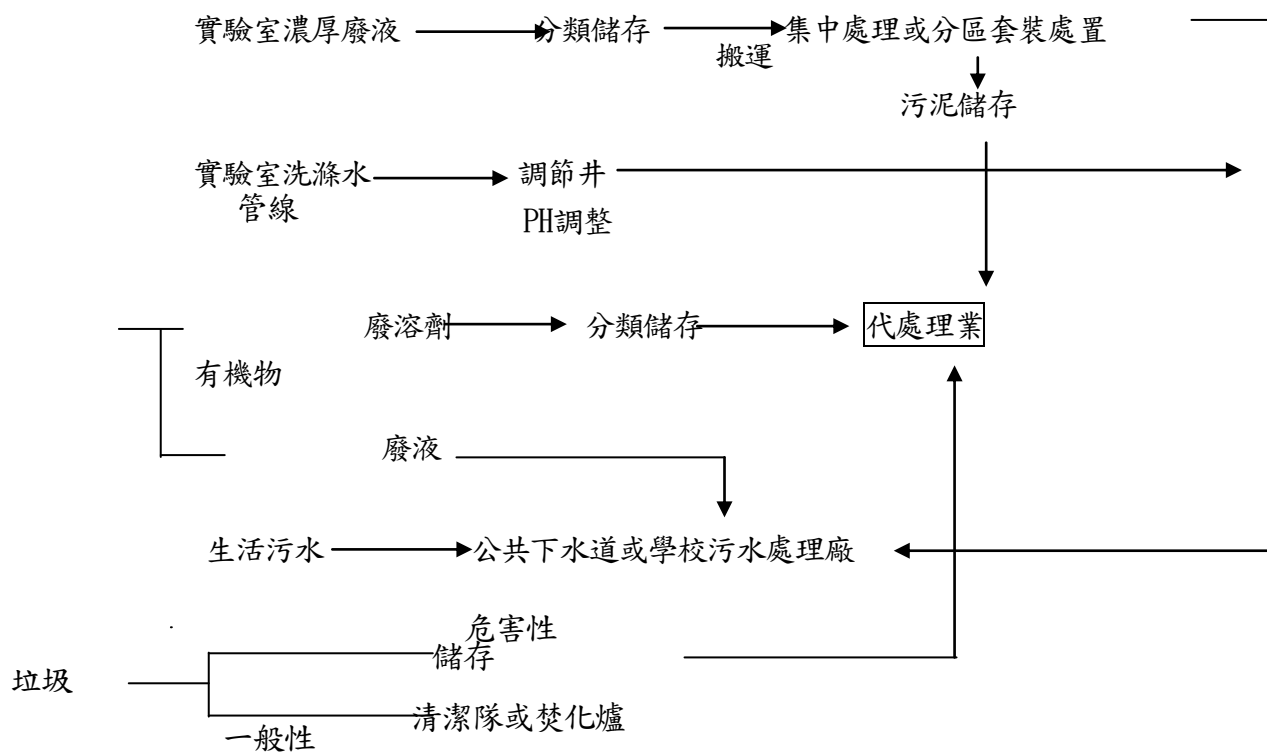 實驗室濃厚廢液 分類儲存 集中處理或分區套裝處置
搬運
污泥儲存
實驗室洗滌水 調節井
管線
PH調整
廢溶劑 分類儲存 代處理業
有機物
廢液
生活污水 公共下水道或學校污水處理廠
危害性
儲存
垃圾
清潔隊或焚化爐
一般性